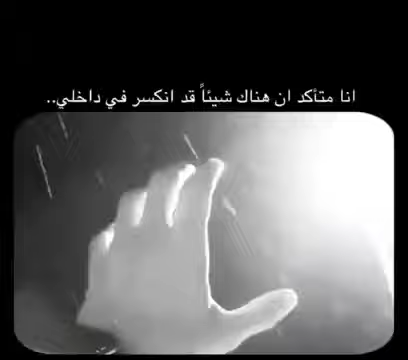 انا متأكد ان هناك شيئاً قد انكسر في داخلي..